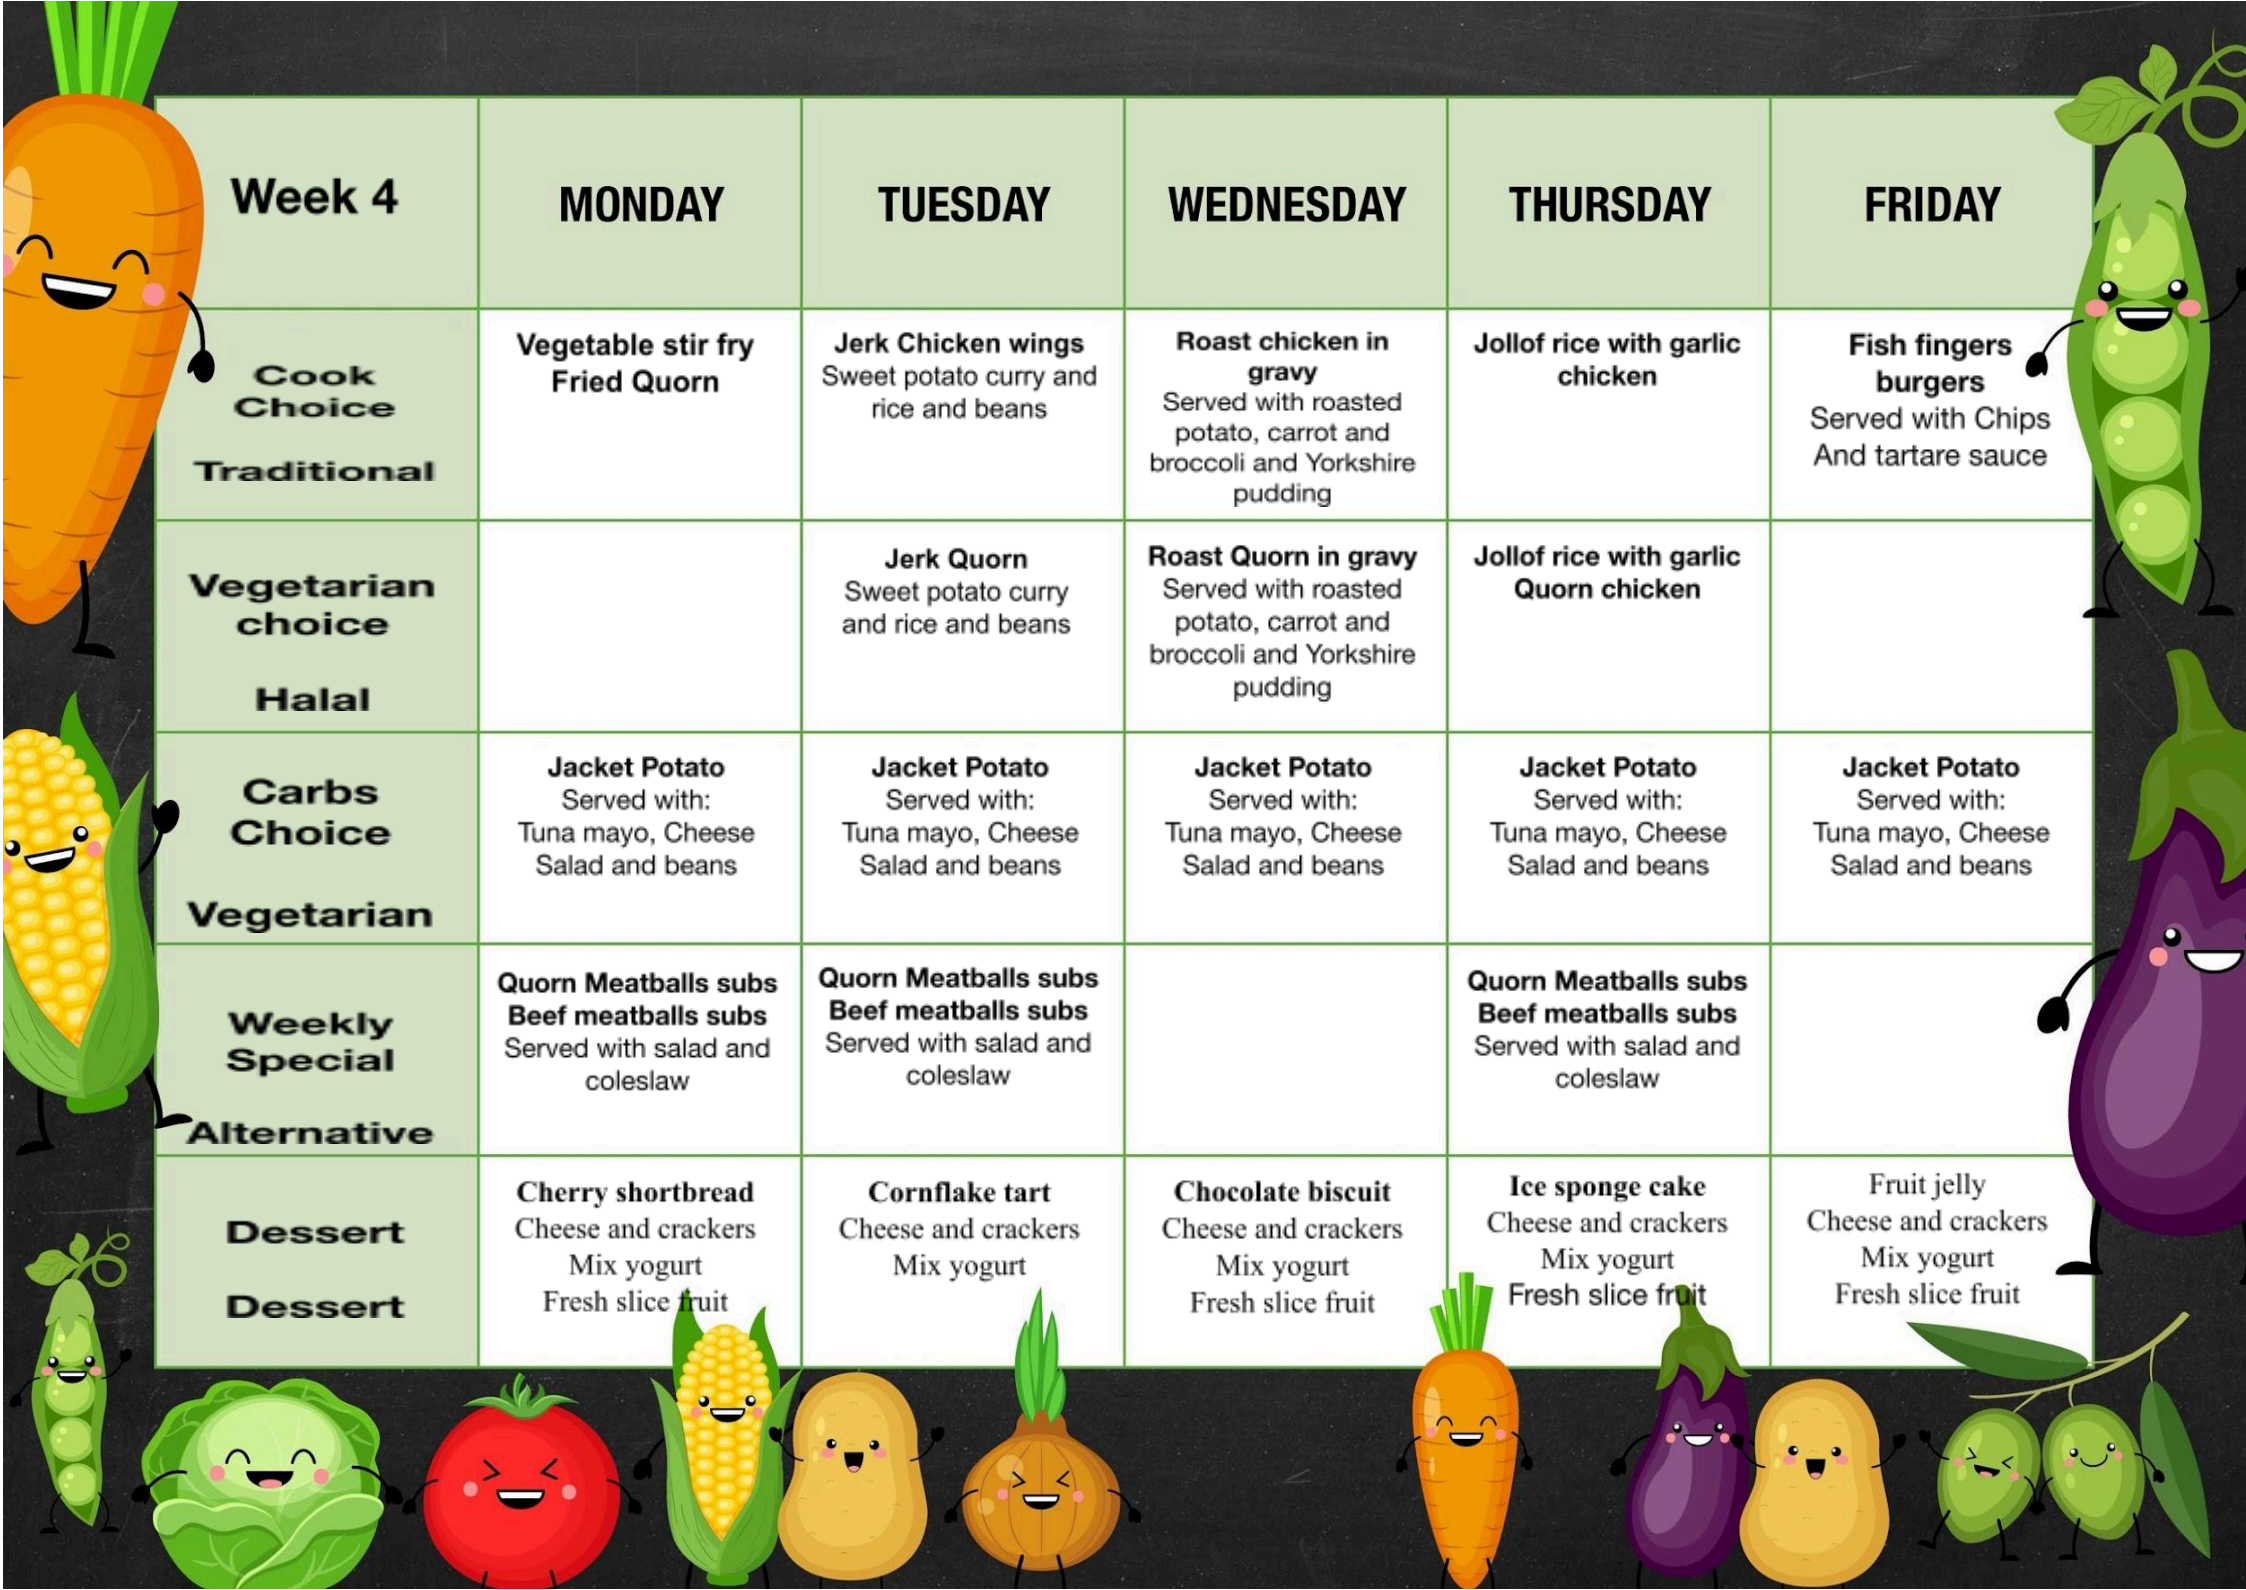 Week 4
MONDAY
TUESDAY
WEDNESDAY
THURSDAY
FRIDAY
Cook
Choice
Traditional
Vegetable stir fry
Fried Quorn
Jerk Chicken wings
Sweet potato curry and
rice and beans
Roast chicken in
gravy
Served with roasted
potato, carrot and
broccoli and Yorkshire
pudding
Jollof rice with garlic
chicken
Fish fingers
burgers
Served with Chips
And tartare sauce
Vegetarian
choice
Halal
Jerk Quorn
Sweet potato curry
and rice and beans
Roast Quorn in gravy
Served with roasted
potato, carrot and
broccoli and Yorkshire
pudding
Jollof rice with garlic
Quorn chicken
Carbs
Choice
Vegetarian
Jacket Potato
Served with:
Tuna mayo, Cheese
Salad and beans
Jacket Potato
Served with:
Tuna mayo, Cheese
Salad and beans
Jacket Potato
Served with:
Tuna mayo, Cheese
Salad and beans
Jacket Potato
Served with:
Tuna mayo, Cheese
Salad and beans
Jacket Potato
Served with:
Tuna mayo, Cheese
Salad and beans
Weekly
Special
Alternative
Quorn Meatballs subs
Beef meatballs subs
Served with salad and
coleslaw
Quorn Meatballs subs
Beef meatballs subs
Served with salad and
coleslaw
Quorn Meatballs subs
Beef meatballs subs
Served with salad and
coleslaw
Dessert
Dessert
Cherry shortbread
Cheese and crackers
Mix yogurt
Fresh slice fruit
Cornflake tart
Cheese and crackers
Mix yogurt
Chocolate biscuit
Cheese and crackers
Mix yogurt
Fresh slice fruit
Ice sponge cake
Cheese and crackers
Mix yogurt
Fresh slice fruit
Fruit jelly
Cheese and crackers
Mix yogurt
Fresh slice fruit